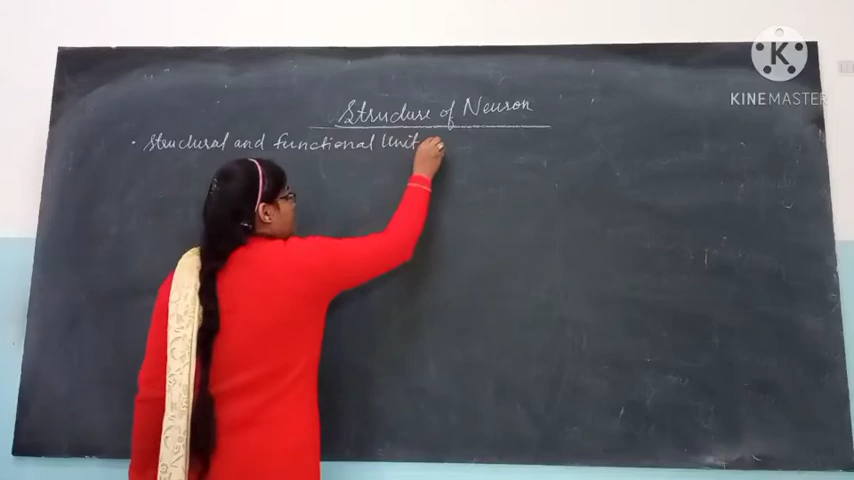 Structure of Neuron
• Structural and functional Unit
K
KINEMASTER